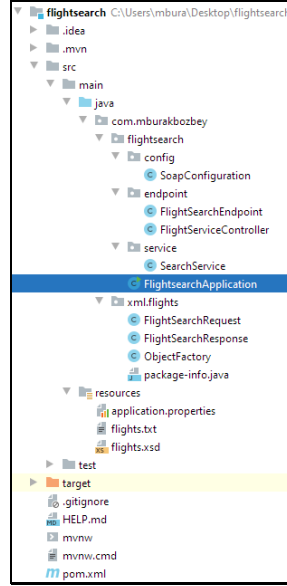 flightsearch C:\Users\mbura\Desktop\flightsearch
.idea
.mvn
src
main
java
com.mburakbozbey
flightsearch
config
SoapConfiguration
endpoint
FlightSearchEndpoint
FlightServiceController
service
SearchService
FlightsearchApplication
xml.flights
FlightSearchRequest
FlightSearchResponse
ObjectFactory
package-info.java
resources
application.properties
flights.txt
flights.xsd
test
target
.gitignore
HELP.md
mvnw
mvnw.cmd
pom.xml